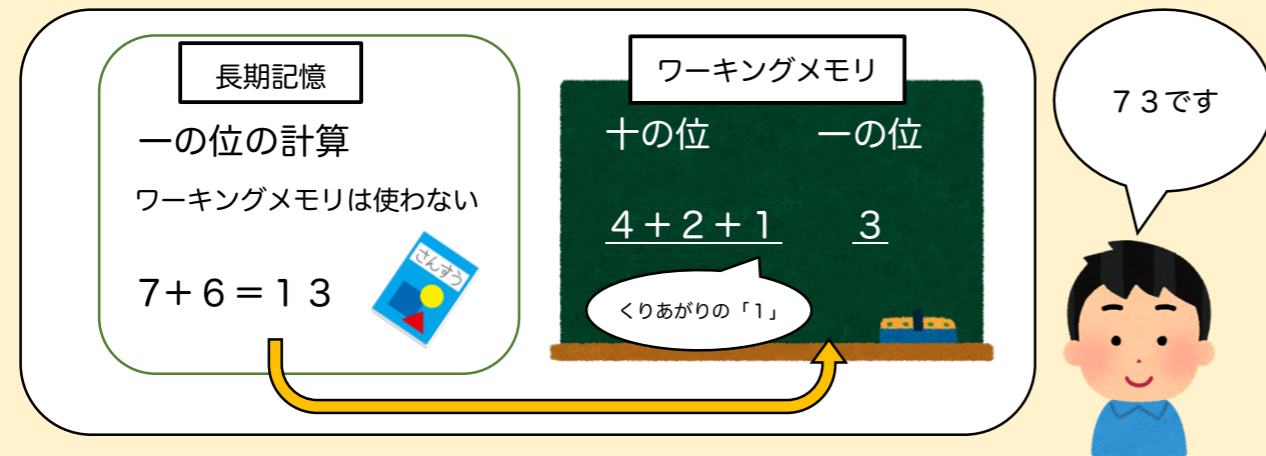 長期記憶
一の位の計算
ワーキングメモリは使わない
さんすう
7+6=13
ワーキングメモリ
十の位 一の位
4+2+1 3
くりあがりの「1」
73です